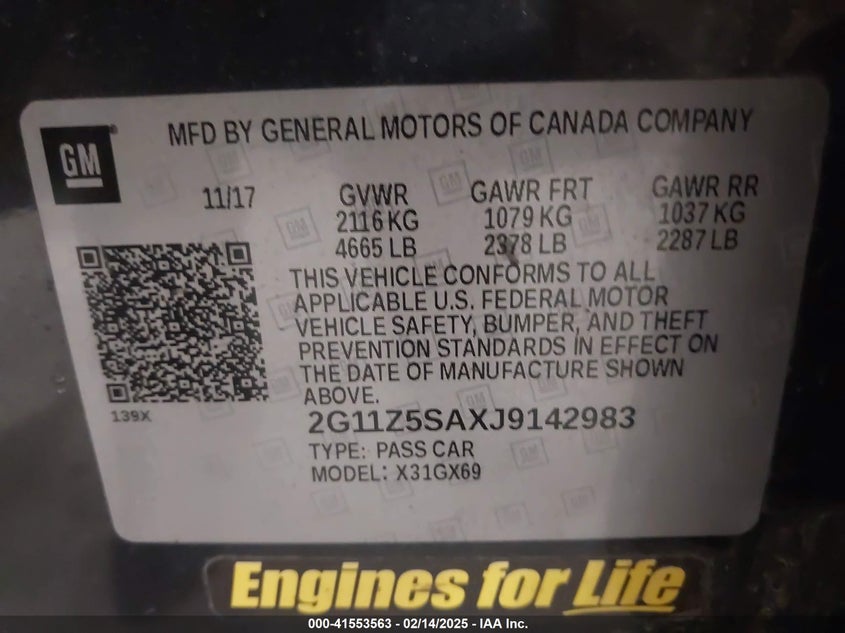 GM
MFD BY GENERAL MOTORS OF CANADA COMPANY
11/17 GVWR GAWR FRT GAWR RR
2116 KG 1079 KG 1037 KG
4665 LB 2378 LB 2287 LB
THIS VEHICLE CONFORMS TO ALL
APPLICABLE U.S. FEDERAL MOTOR
VEHICLE SAFETY, BUMPER, AND THEFT
PREVENTION STANDARDS IN EFFECT ON
THE DATE OF MANUFACTURE SHOWN
ABOVE.
139X
2G11Z5SAXJ9142983
TYPE: PASS CAR
MODEL: X31GX69
Engines for Life
000-41553563 - 02/14/2025 - IAA Inc.